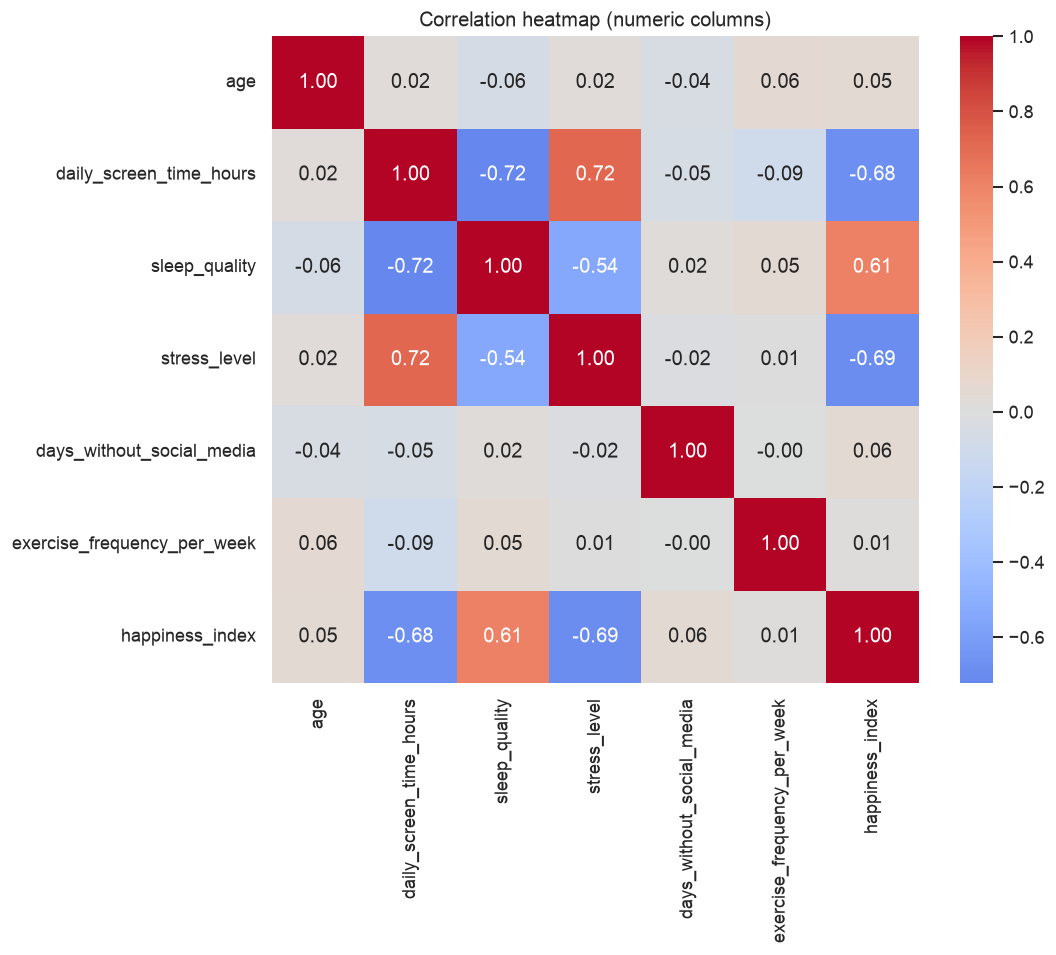 Correlation heatmap (numeric columns)
age 1.00 0.02 -0.06 0.02 -0.04 0.06 0.05
daily_screen_time_hours 0.02 1.00 -0.72 0.72 -0.05 -0.09 -0.68
sleep_quality -0.06 -0.72 1.00 -0.54 0.02 0.05 0.61
stress_level 0.02 0.72 -0.54 1.00 -0.02 0.01 -0.69
days_without_social_media -0.04 -0.05 0.02 -0.02 1.00 -0.00 0.06
exercise_frequency_per_week 0.06 -0.09 0.05 0.01 -0.00 1.00 0.01
happiness_index 0.05 -0.68 0.61 -0.69 0.06 0.01 1.00
age
daily_screen_time_hours
sleep_quality
stress_level
days_without_social_media
exercise_frequency_per_week
happiness_index
1.0
0.8
0.6
0.4
0.2
0.0
−0.2
−0.4
−0.6